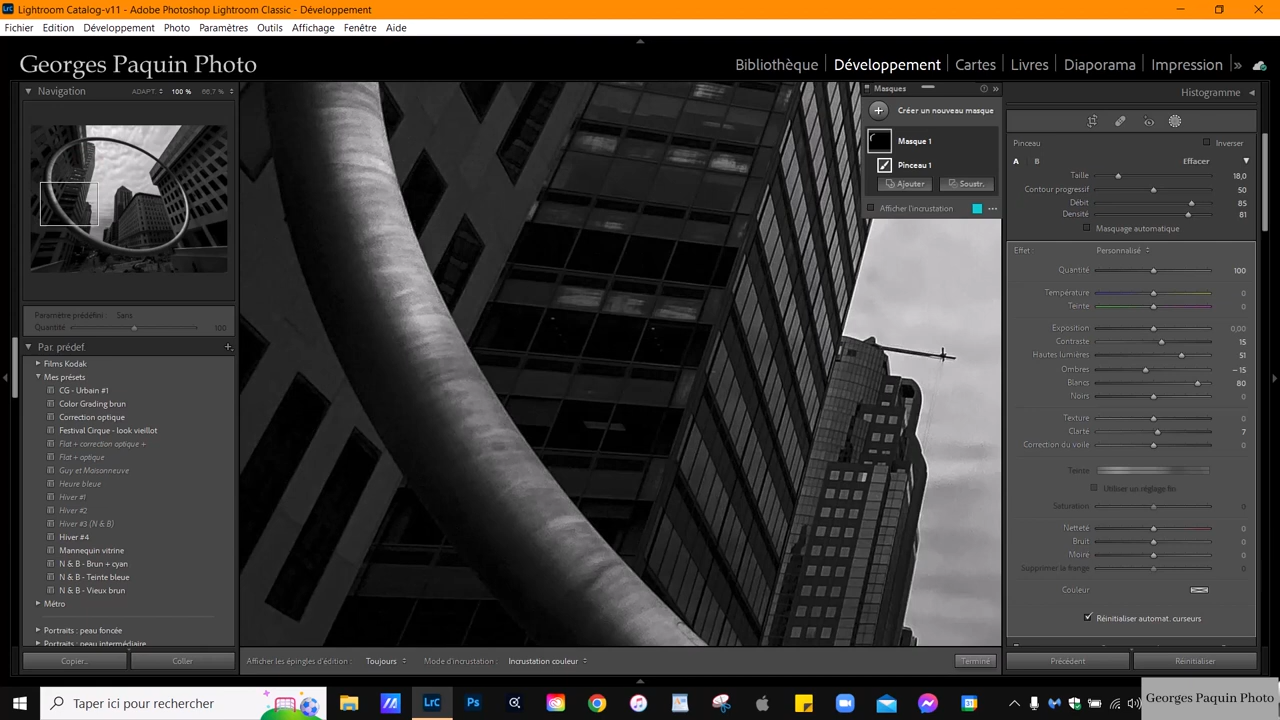 Lightroom Catalog-v11 - Adobe Photoshop Lightroom Classic - Développement
Fichier Edition Développement Photo Paramètres Outils Affichage Fenêtre Aide
Georges Paquin Photo
Bibliothèque Développement Cartes Livres Diaporama Impression »
Navigation ADAPT. 100 % 66,7 %
Paramètre prédéfini : Sans
Quantité 100
Par. prédéf.
Films Kodak
Mes présets
CG - Urbain #1
Color Grading brun
Correction optique
Festival Cirque - look vieillot
Flat + correction optique +
Flat + optique
Guy et Maisonneuve
Heure bleue
Hiver #1
Hiver #2
Hiver #3 (N & B)
Hiver #4
Mannequin vitrine
N & B - Brun + cyan
N & B - Teinte bleue
N & B - Vieux brun
Métro
Portraits : peau foncée
Portraits : peau intermédiaire
Copier... Coller
Masques
Créer un nouveau masque
Masque 1
Pinceau 1
Ajouter Soustr.
Afficher l'incrustation
Afficher les épingles d'édition : Toujours Mode d'incrustation : Incrustation couleur Terminé
Histogramme
Pinceau : Inverser
A B Effacer
Taille 18,0
Contour progressif 50
Débit 85
Densité 81
Masquage automatique
Effet : Personnalisé
Quantité 100
Température 0
Teinte 0
Exposition 0,00
Contraste 15
Hautes lumières 51
Ombres – 15
Blancs 80
Noirs 0
Texture 0
Clarté 7
Correction du voile 0
Teinte
Utiliser un réglage fin
Saturation 0
Netteté 0
Bruit 0
Moiré 0
Supprimer la frange 0
Couleur
Réinitialiser automat. curseurs
Précédent Réinitialiser
Taper ici pour rechercher
Georges Paquin Photo